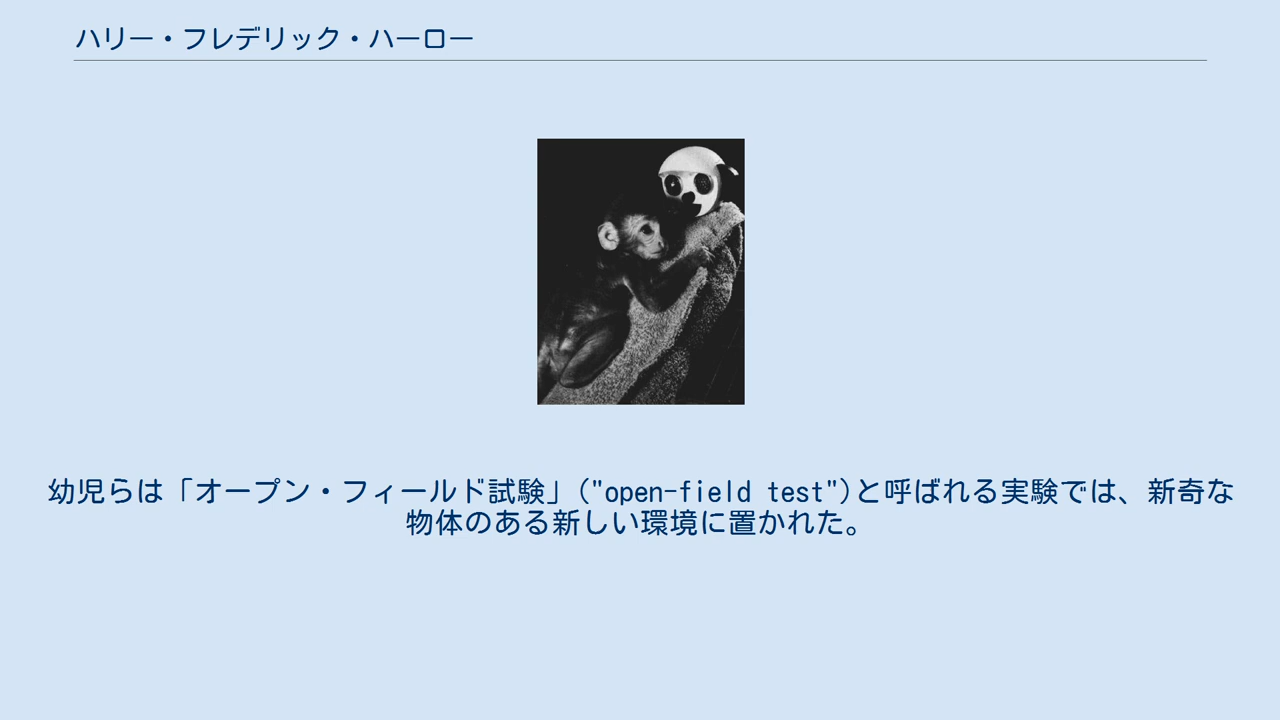 ハリー・フレデリック・ハーロー
幼児らは「オープン・フィールド試験」("open-field test")と呼ばれる実験では、新奇な
物体のある新しい環境に置かれた。